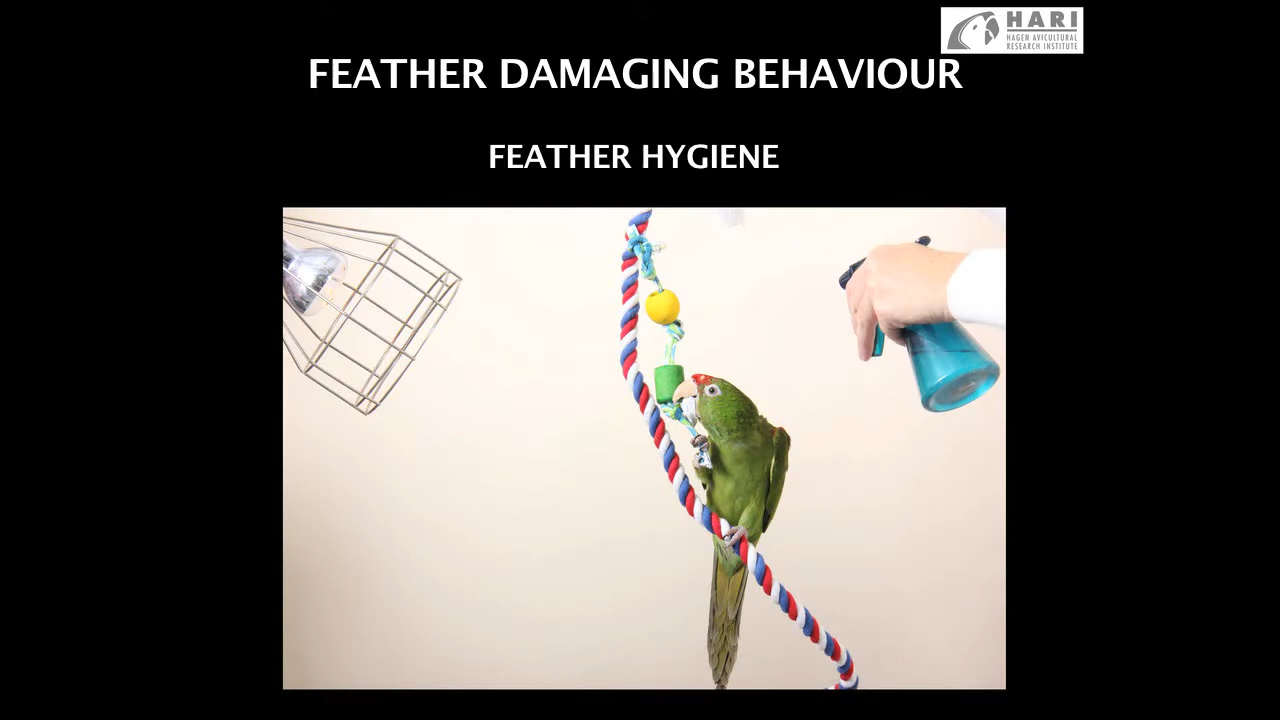 HARI
HAGEN AVICULTURAL
RESEARCH INSTITUTE
FEATHER DAMAGING BEHAVIOUR
FEATHER HYGIENE